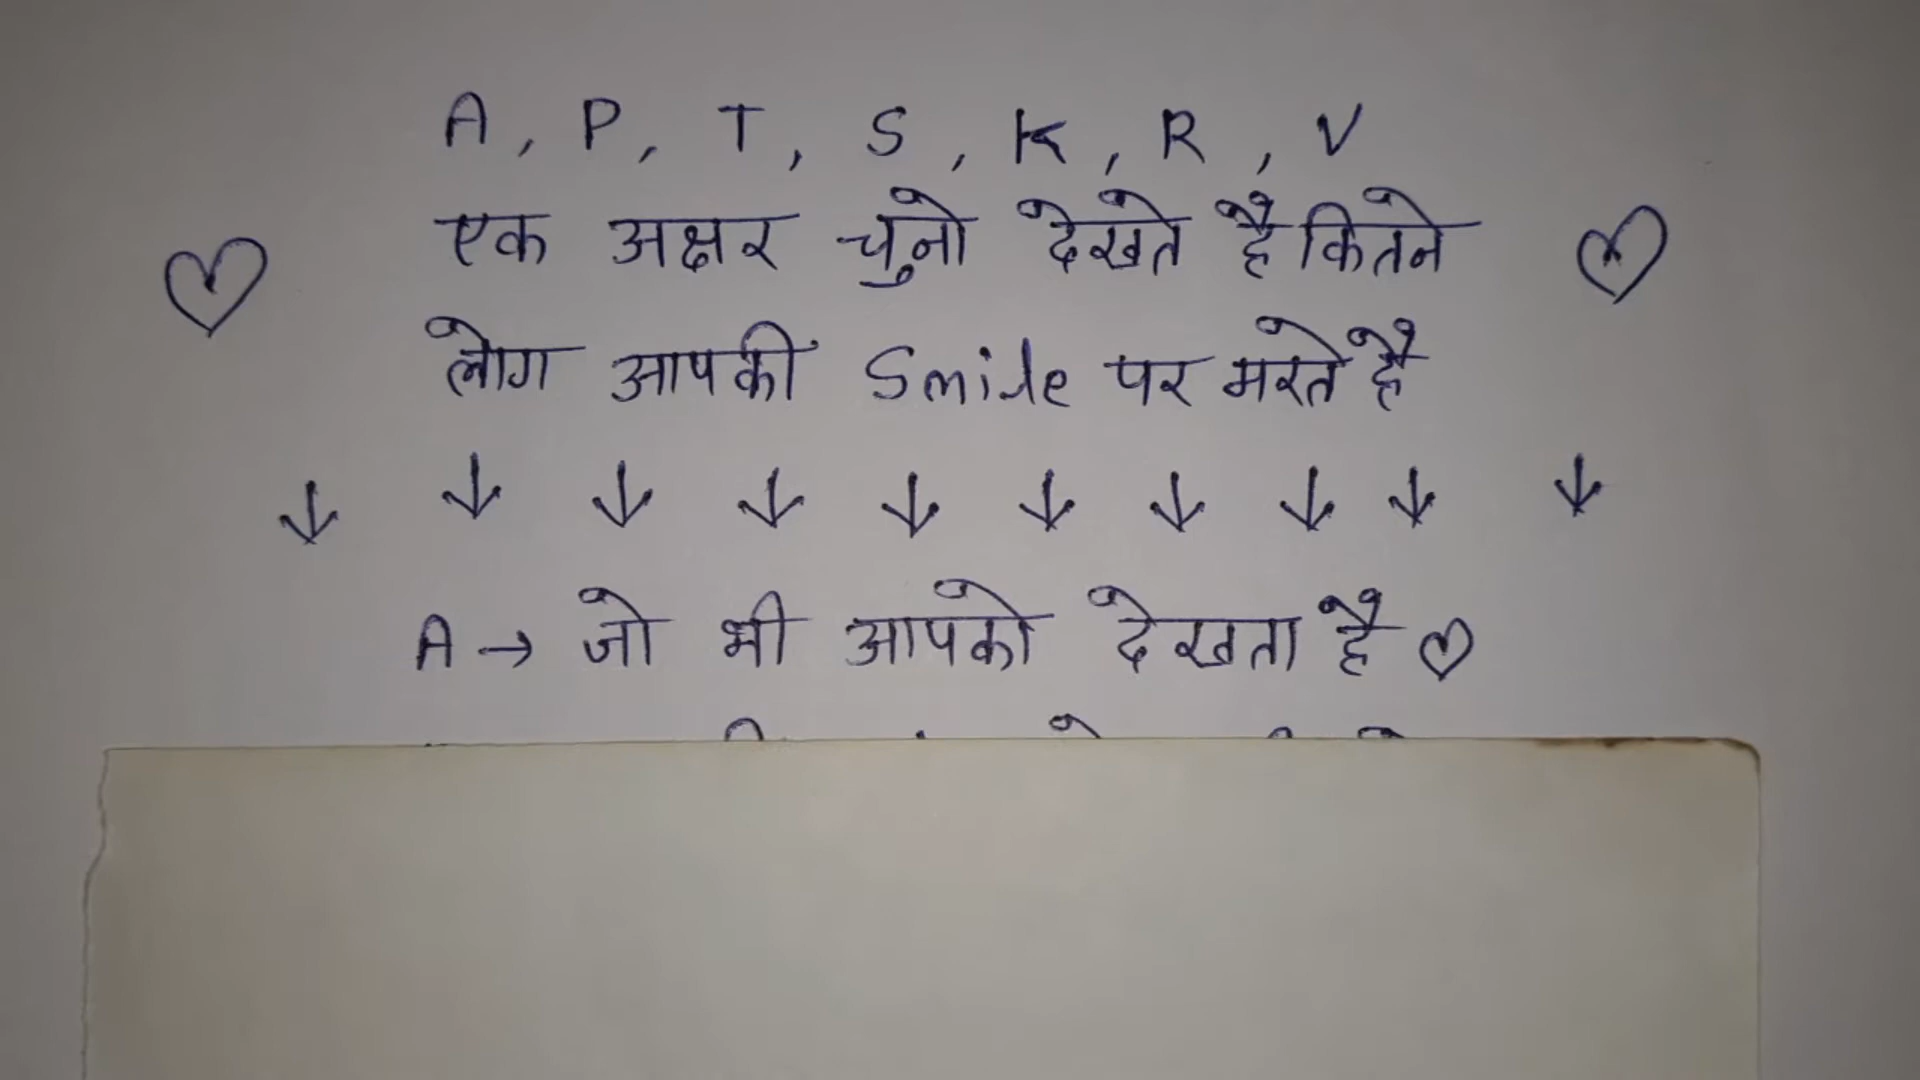 A, P, T, S, K, R, V
एक अक्षर चुनो देखते है कितने
लोग आपकी Smile पर मरते है
A → जो भी आपको देखता है